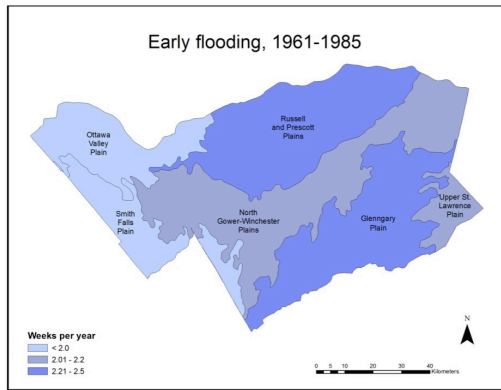 Early flooding, 1961-1985
Ottawa
Valley
Plain
Russell
and Prescott
Plains
Smith
Falls
Plain
North
Gower-Winchester
Plains
Glenngary
Plain
Upper St.
Lawrence
Plain
Weeks per year
< 2.0
2.01 - 2.2
2.21 - 2.5
N
0 5 10 20 30 40
Kilometers